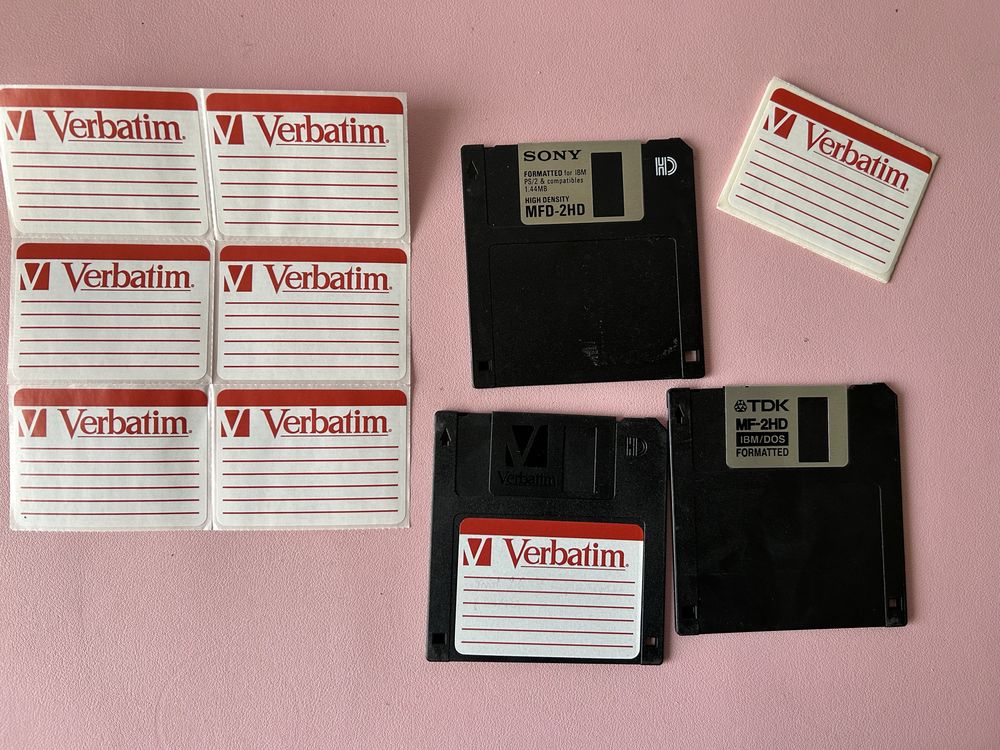 Verbatim.
Verbatim.
Verbatim.
Verbatim.
Verbatim.
Verbatim.
SONY
FORMATTED for IBM
PS/2 & compatibles
1.44MB
HIGH DENSITY
MFD-2HD
HD
Verbatim.
Verbatim
HD
Verbatim.
TDK
MF-2HD
IBM/DOS
FORMATTED